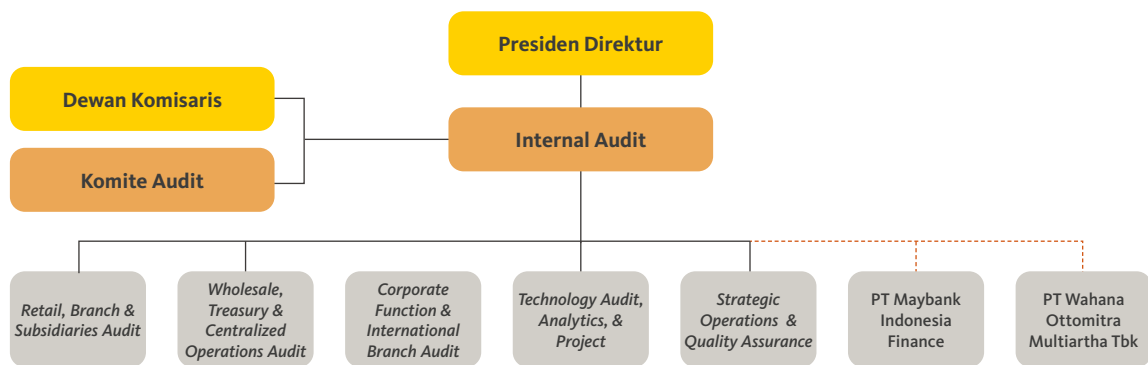 Presiden Direktur
Dewan Komisaris
Internal Audit
Komite Audit
Retail, Branch &
Subsidiaries Audit
Wholesale,
Treasury &
Centralized
Operations Audit
Corporate
Function &
International
Branch Audit
Technology Audit,
Analytics, &
Project
Strategic
Operations &
Quality Assurance
PT Maybank
Indonesia
Finance
PT Wahana
Ottomitra
Multiartha Tbk